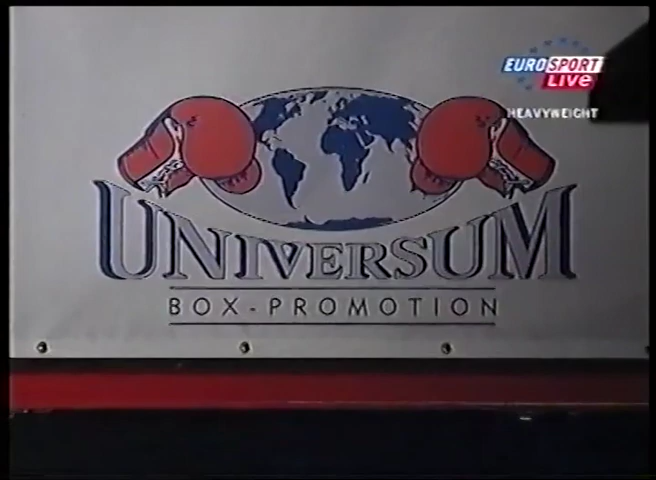 EUROSPORT
LIVE
HEAVYWEIGHT
UNIVERSUM
BOX-PROMOTION